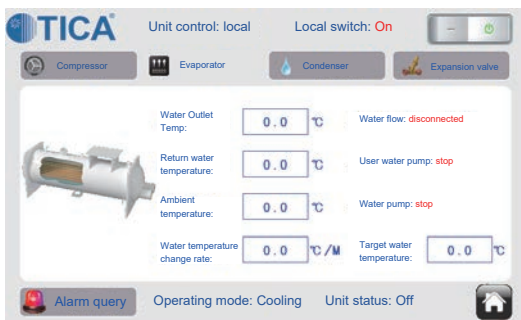 TICA Unit control: local Local switch: On
Compressor Evaporator Condenser Expansion valve
Water Outlet
Temp: 0.0 ℃ Water flow: disconnected
Return water
temperature: 0.0 ℃ User water pump: stop
Ambient
temperature: 0.0 ℃ Water pump: stop
Water temperature
change rate: 0.0 ℃/M Target water
temperature: 0.0 ℃
Alarm query Operating mode: Cooling Unit status: Off